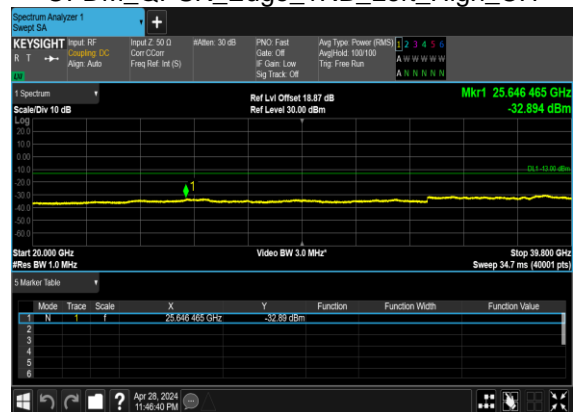 Spectrum Analyzer 1
Swept SA
+
KEYSIGHT Input: RF Input Z: 50 Ω #Atten: 30 dB PNO: Fast Avg Type: Power (RMS) 1 2 3 4 5 6
R T Coupling: DC Corr CCorr Gate: Off Avg|Hold: 100/100 A W W W W W
Align: Auto Freq Ref: Int (S) IF Gain: Low Trig: Free Run
Sig Track: Off A N N N N N
LU
1 Spectrum Ref Lvl Offset 18.87 dB Mkr1 25.646 465 GHz
Scale/Div 10 dB Ref Level 30.00 dBm -32.894 dBm
Log
20.0
10.0
0.00
-10.0
DL1 -13.00 dBm
-20.0
1
-30.0
-40.0
-50.0
-60.0
Start 20.000 GHz Video BW 3.0 MHz* Stop 39.800 GHz
#Res BW 1.0 MHz Sweep 34.7 ms (40001 pts)
5 Marker Table
Mode Trace Scale X Y Function Function Width Function Value
1 N 1 f 25.646 465 GHz -32.89 dBm
2
3
4
5
6
? Apr 28, 2024
11:46:40 PM